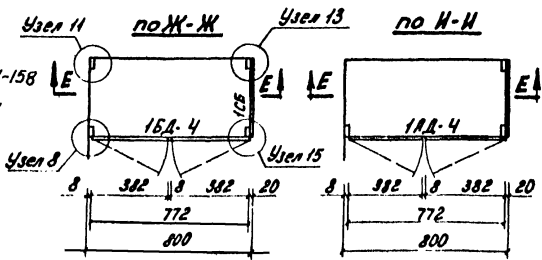 Узел 11
по Ж-Ж
Узел 13
по И-И
-158
Е
Е
Е
Е
1СБ
1БД-4
1АД-4
Узел 8
Узел 15
8 382 8 382 20
8 382 8 382 20
772
772
800
800